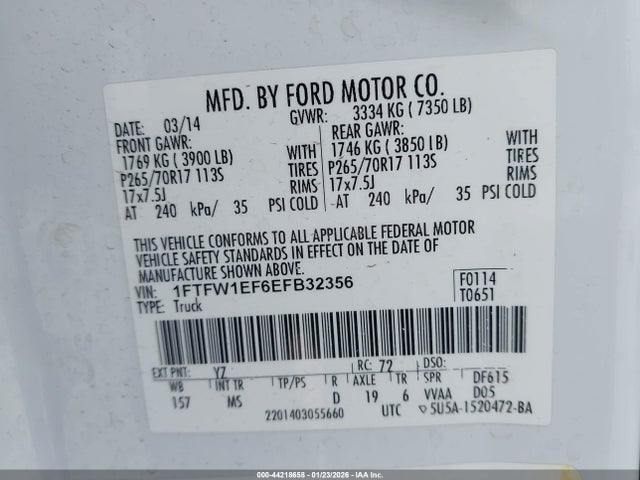 MFD. BY FORD MOTOR CO.
DATE: 03/14 GVWR: 3334 KG ( 7350 LB)
FRONT GAWR: REAR GAWR:
1769 KG ( 3900 LB) WITH 1746 KG ( 3850 LB) WITH
P265/70R17 113S TIRES P265/70R17 113S TIRES
17x7.5J RIMS 17x7.5J RIMS
AT 240 kPa/ 35 PSI COLD AT 240 kPa/ 35 PSI COLD
THIS VEHICLE CONFORMS TO ALL APPLICABLE FEDERAL MOTOR
VEHICLE SAFETY STANDARDS IN EFFECT ON THE DATE OF
MANUFACTURE SHOWN ABOVE.
VIN: 1FTFW1EF6EFB32356 F0114
TYPE: Truck T0651
EXT PNT: YZ RC: 72 DSO:
WB INT TR TP/PS R AXLE TR SPR DF615
157 MS D 19 6 VVAA D05
2201403055660 UTC 5U5A-1520472-BA
000-44218658 - 01/23/2026 - IAA Inc.